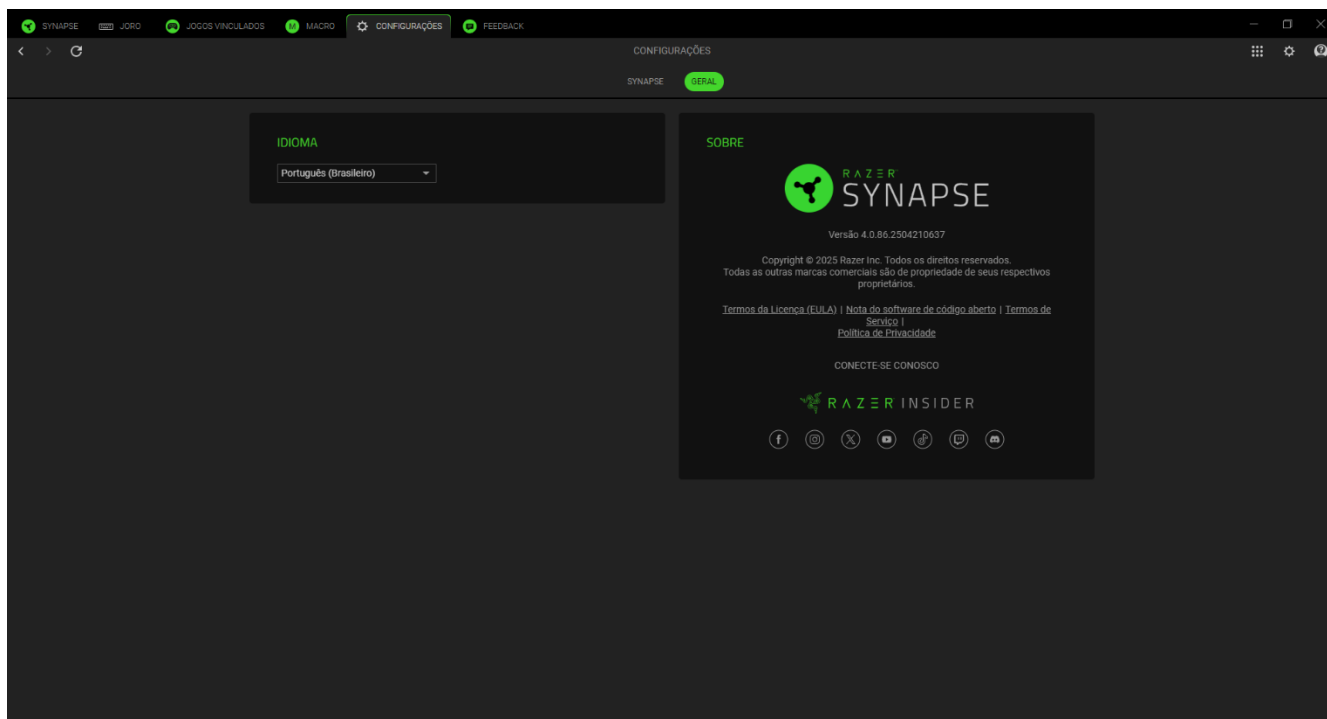 SYNAPSE JORO JOGOS VINCULADOS M MACRO CONFIGURAÇÕES FEEDBACK
CONFIGURAÇÕES
SYNAPSE GERAL
IDIOMA
Português (Brasileiro)
SOBRE
RAZER
SYNAPSE
Versão 4.0.86.2504210637
Copyright © 2025 Razer Inc. Todos os direitos reservados.
Todas as outras marcas comerciais são de propriedade de seus respectivos
proprietários.
Termos da Licença (EULA) | Nota do software de código aberto | Termos de
Serviço |
Política de Privacidade
CONECTE-SE CONOSCO
RAZER INSIDER